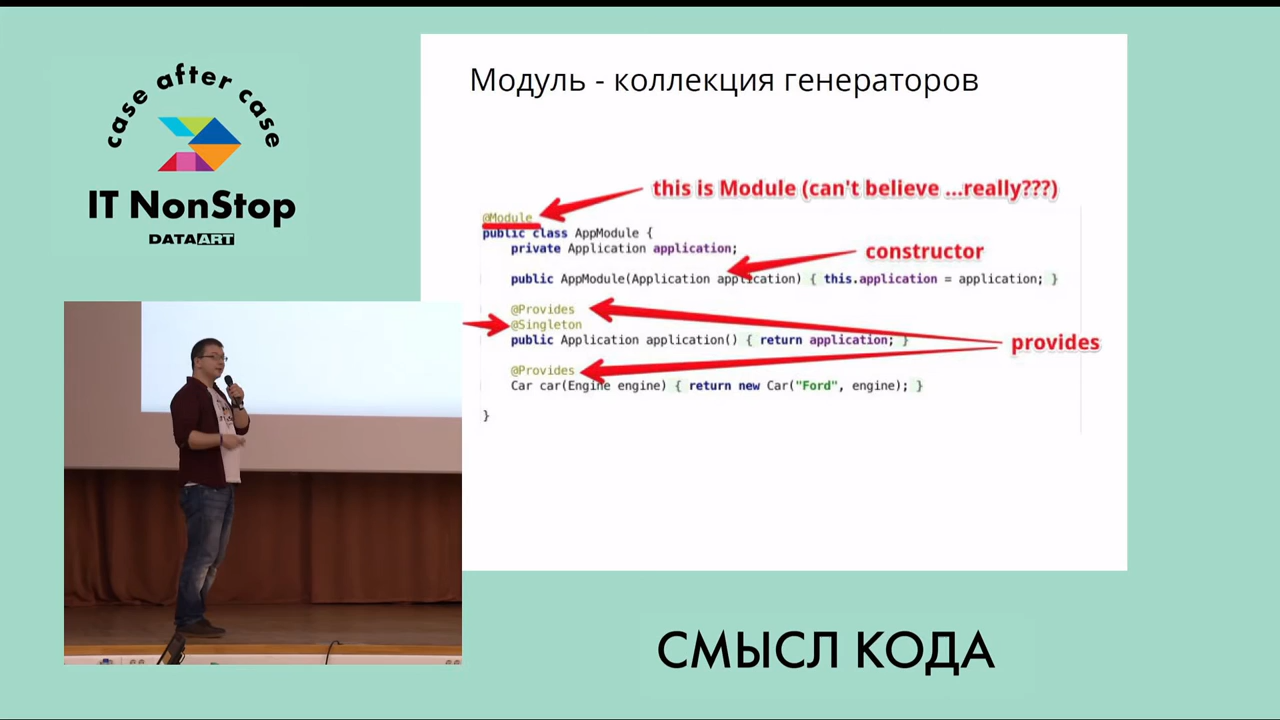 case after case
IT NonStop
DATAART
Модуль - коллекция генераторов
this is Module (can't believe ...really???)
@Module
public class AppModule {
private Application application;
constructor
public AppModule(Application application) { this.application = application; }
@Provides
@Singleton
public Application application() { return application; }
provides
@Provides
Car car(Engine engine) { return new Car("Ford", engine); }
}
СМЫСЛ КОДА